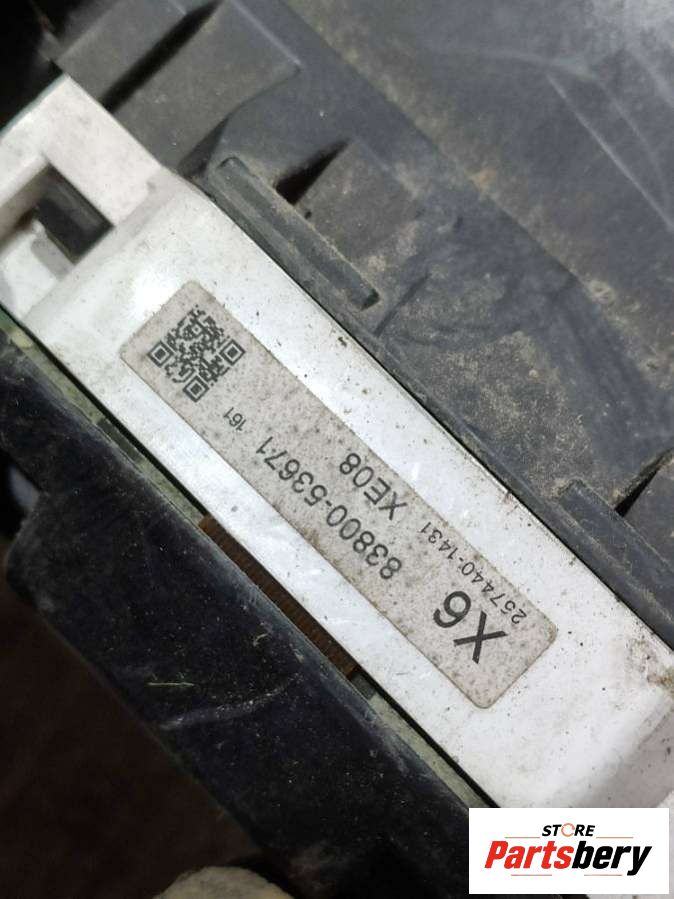 X6
257440-1431
83800-53671
XE08
161
STORE
Partsbery